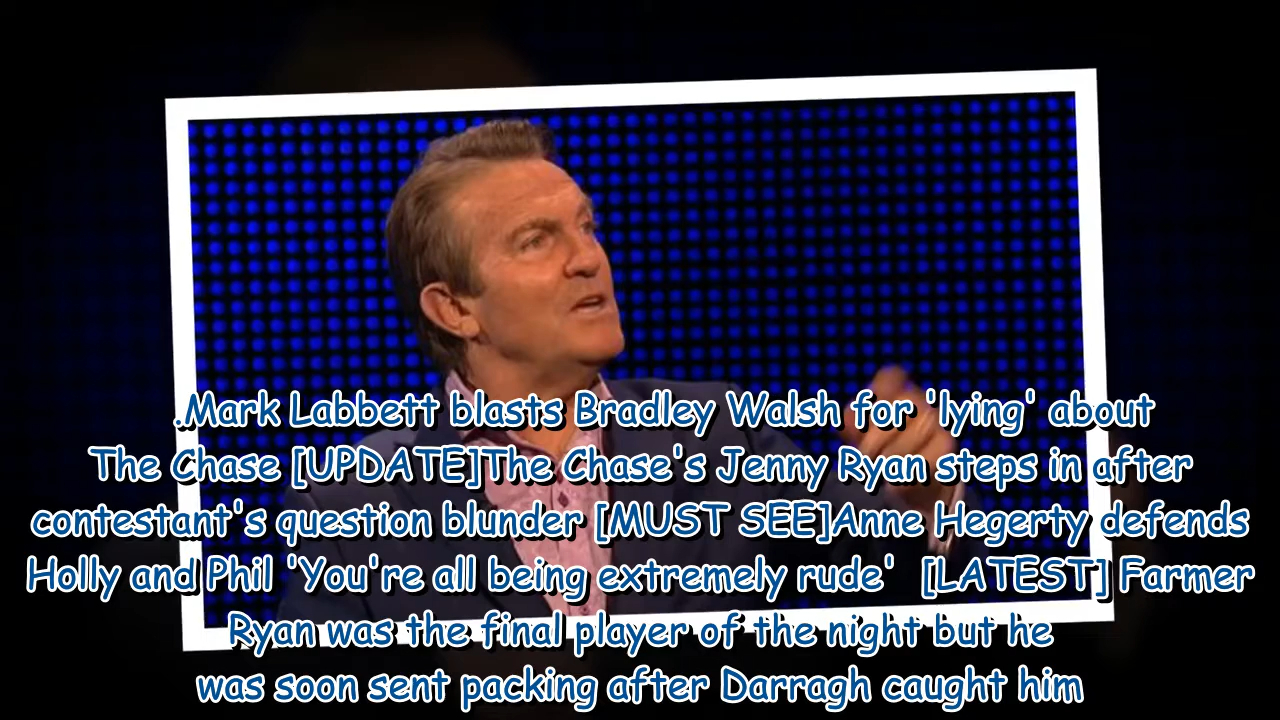 .Mark Labbett blasts Bradley Walsh for 'lying' about
The Chase [UPDATE]The Chase's Jenny Ryan steps in after
contestant's question blunder [MUST SEE]Anne Hegerty defends
Holly and Phil 'You're all being extremely rude'  [LATEST] Farmer
Ryan was the final player of the night but he
was soon sent packing after Darragh caught him